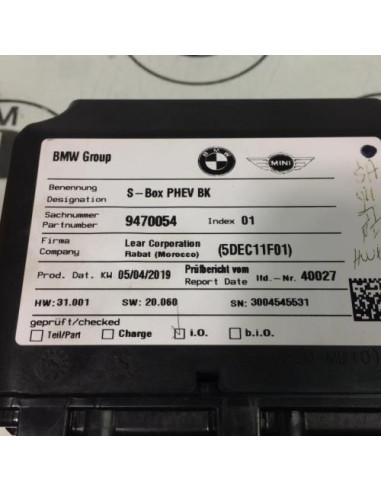 BMW Group
BMW
MINI
Benennung
Designation
S-Box PHEV BK
Sachnummer
Partnumber
9470054
Index 01
Firma
Company
Lear Corporation
Rabat (Morocco)
(5DEC11F01)
Prod. Dat. KW 05/04/2019
Prüfbericht vom
Report Date
lfd.-Nr. 40027
HW: 31.001
SW: 20.060
SN: 3004545531
geprüft/checked
Teil/Part
Charge
i.O.
b.i.O.